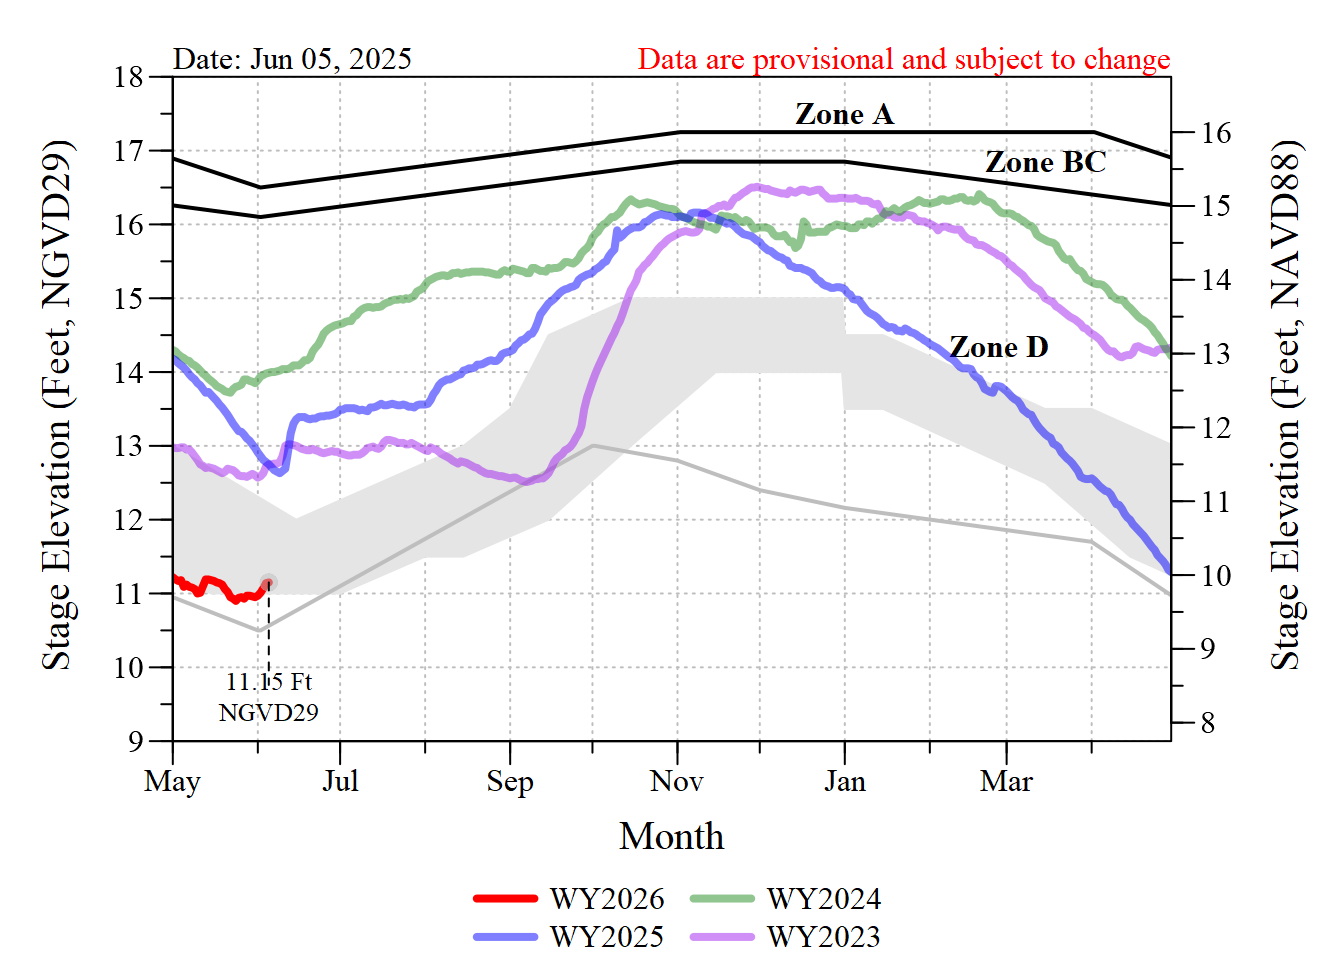 Date: Jun 05, 2025
Data are provisional and subject to change
18
17
16
15
14
13
12
11
10
9
Stage Elevation (Feet, NGVD29)
Zone A
Zone BC
Zone D
11.15 Ft
NGVD29
16
15
14
13
12
11
10
9
8
Stage Elevation (Feet, NAVD88)
May Jul Sep Nov Jan Mar
Month
WY2026 WY2024
WY2025 WY2023